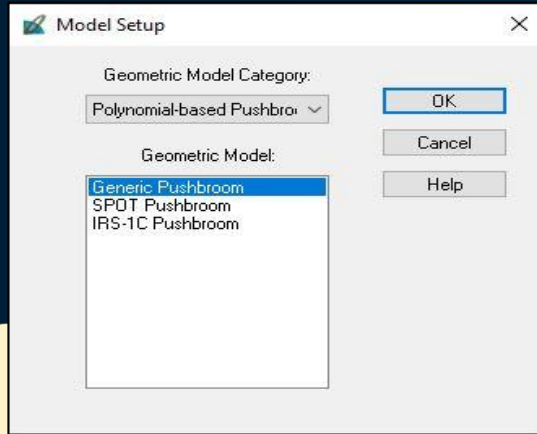 Model Setup
Geometric Model Category:
Polynomial-based Pushbro
Geometric Model:
Generic Pushbroom
SPOT Pushbroom
IRS-1C Pushbroom
OK
Cancel
Help